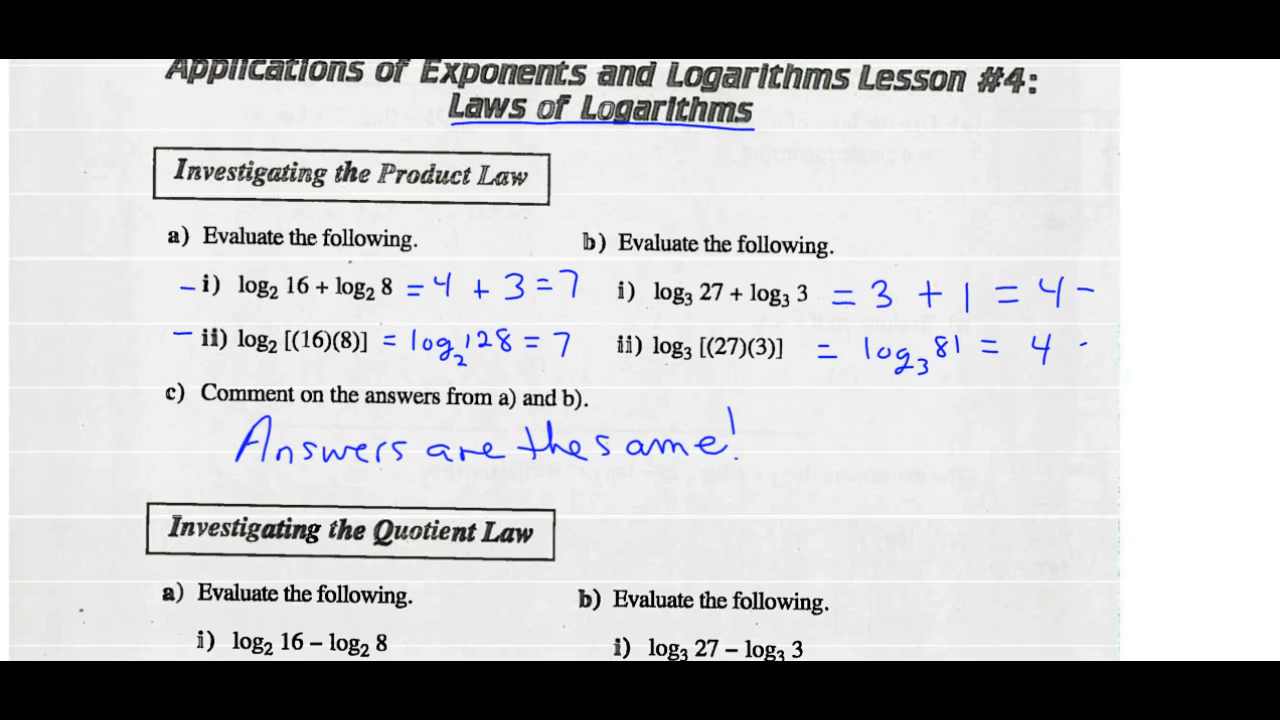 Applications of Exponents and Logarithms Lesson #4:
Laws of Logarithms
Investigating the Product Law
a) Evaluate the following.
b) Evaluate the following.
– i) log₂ 16 + log₂ 8 = 4 + 3 = 7
i) log₃ 27 + log₃ 3 = 3 + 1 = 4 –
– ii) log₂ [(16)(8)] = log₂ 128 = 7
ii) log₃ [(27)(3)] = log₃ 81 = 4 -
c) Comment on the answers from a) and b).
Answers are the same!
Investigating the Quotient Law
a) Evaluate the following.
b) Evaluate the following.
i) log₂ 16 – log₂ 8
i) log₃ 27 – log₃ 3